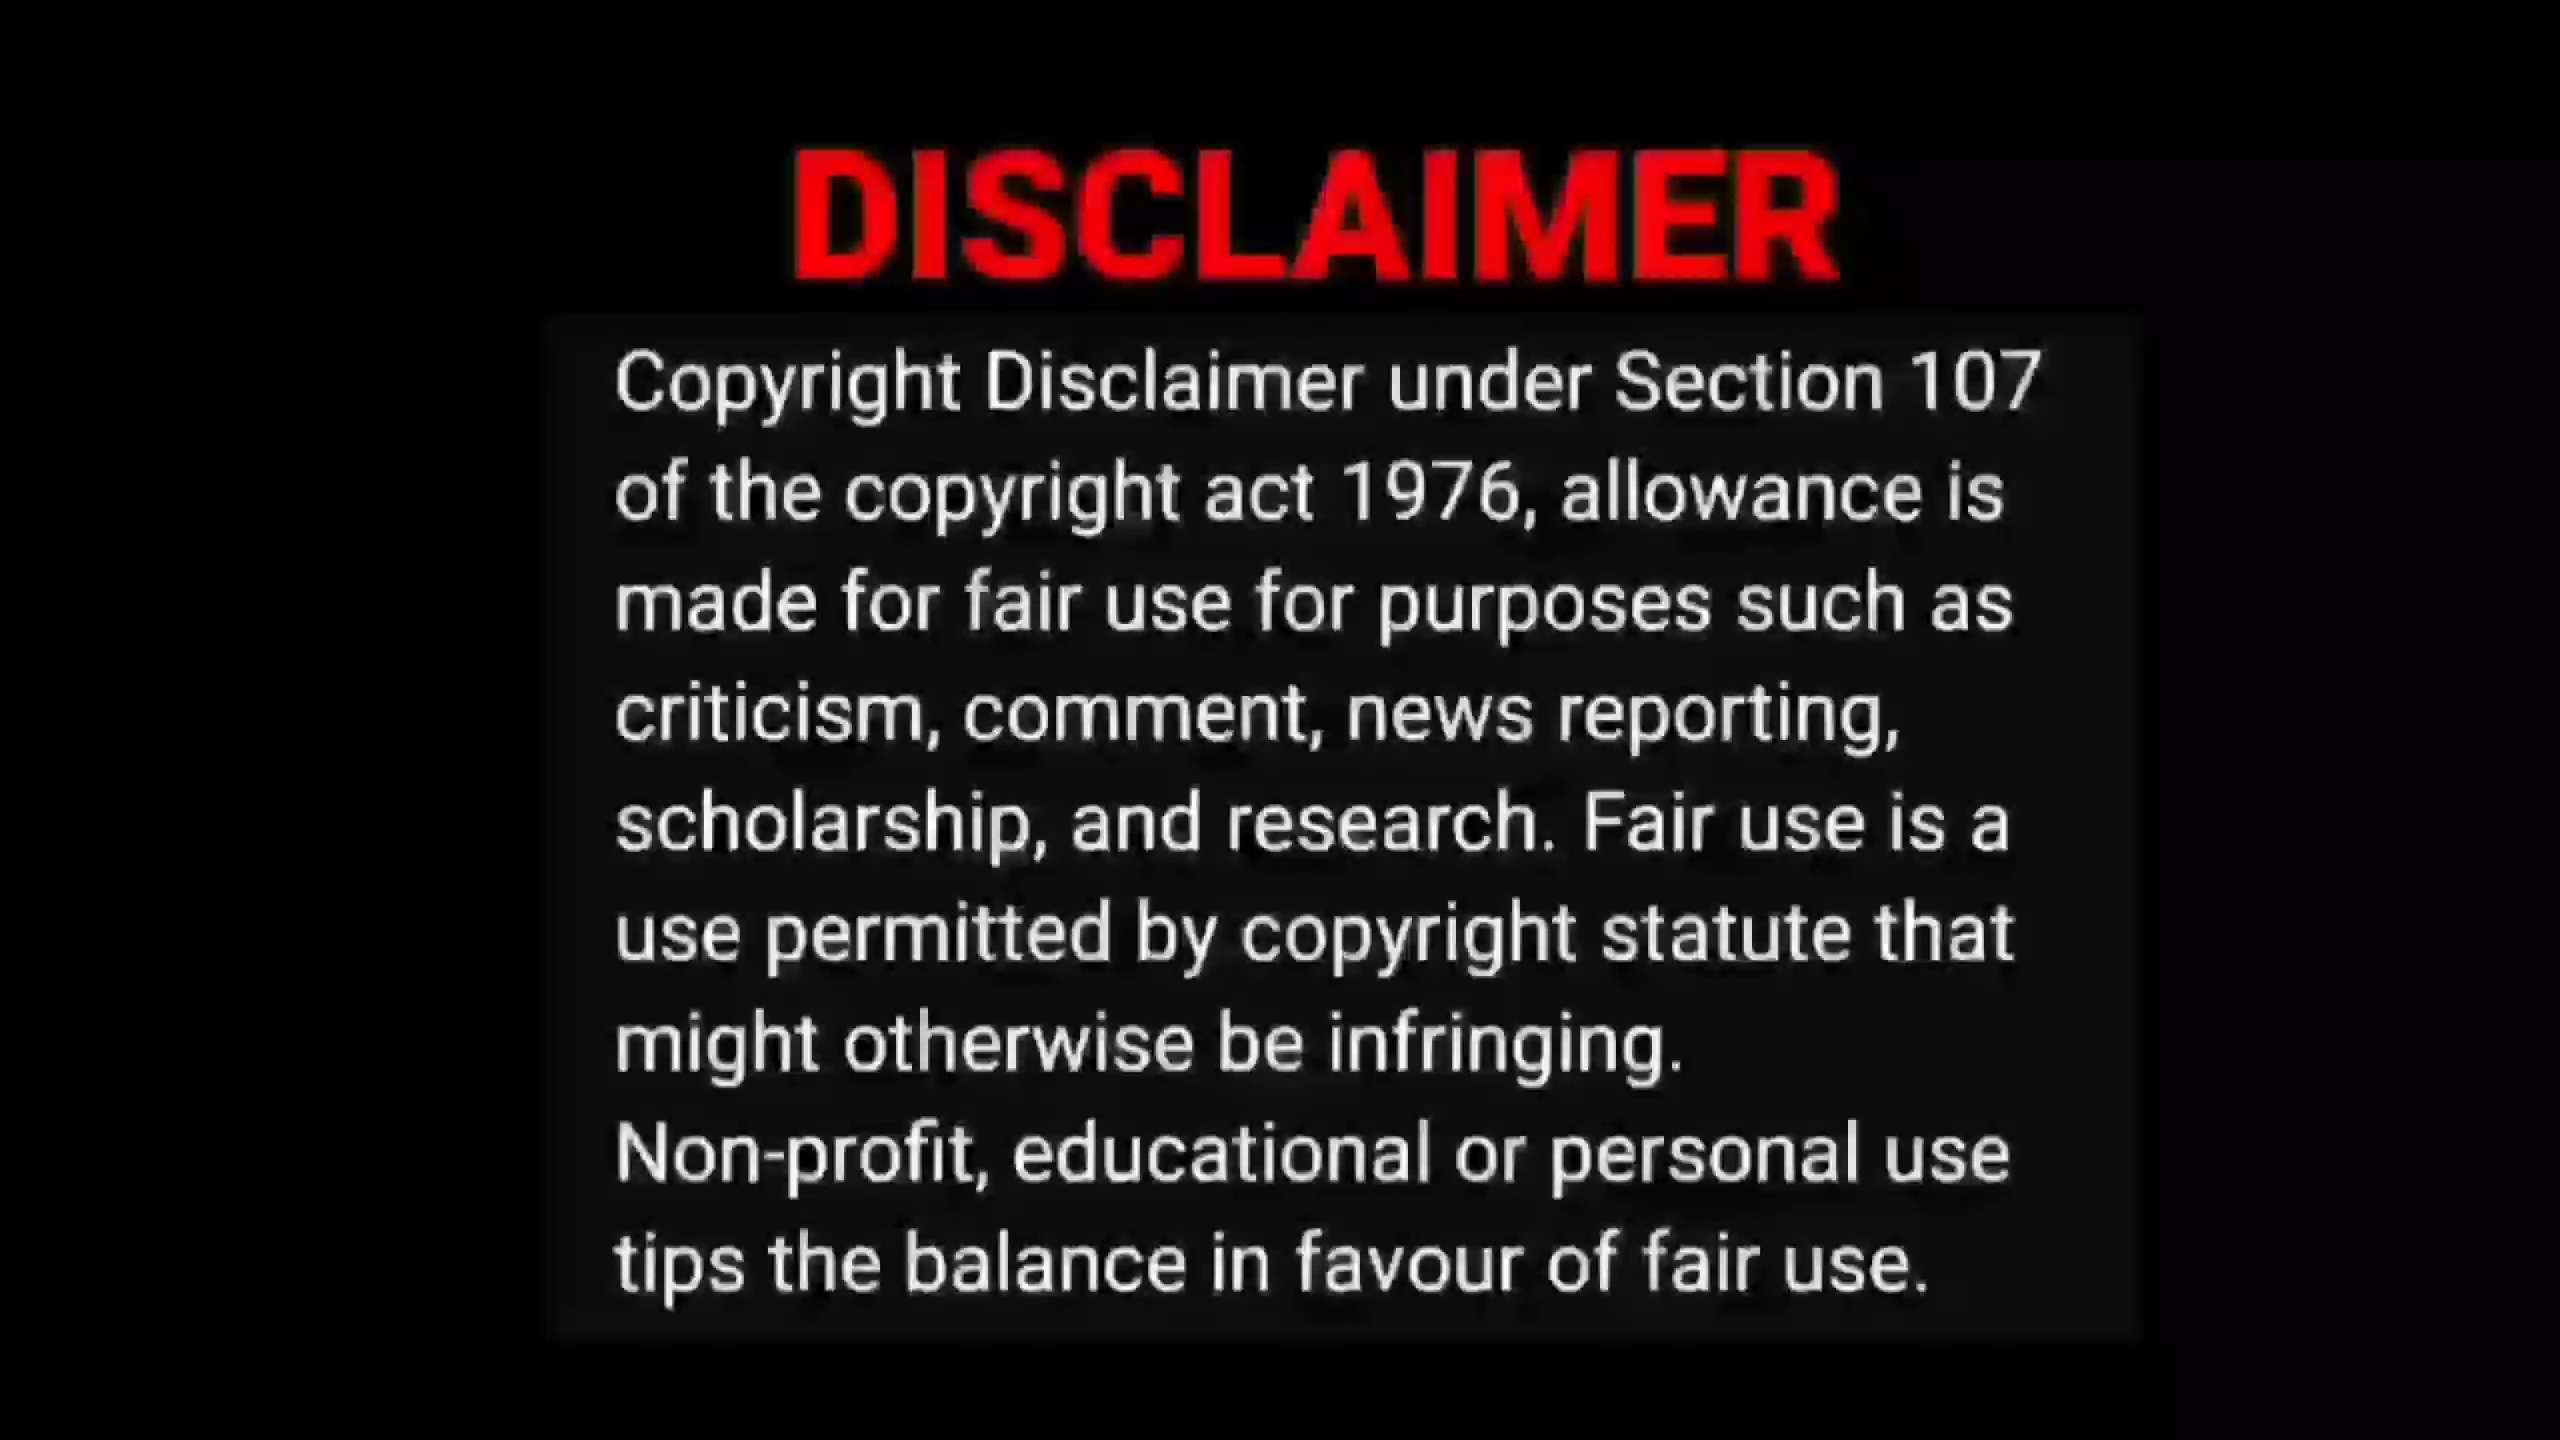 DISCLAIMER
Copyright Disclaimer under Section 107
of the copyright act 1976, allowance is
made for fair use for purposes such as
criticism, comment, news reporting,
scholarship, and research. Fair use is a
use permitted by copyright statute that
might otherwise be infringing.
Non-profit, educational or personal use
tips the balance in favour of fair use.